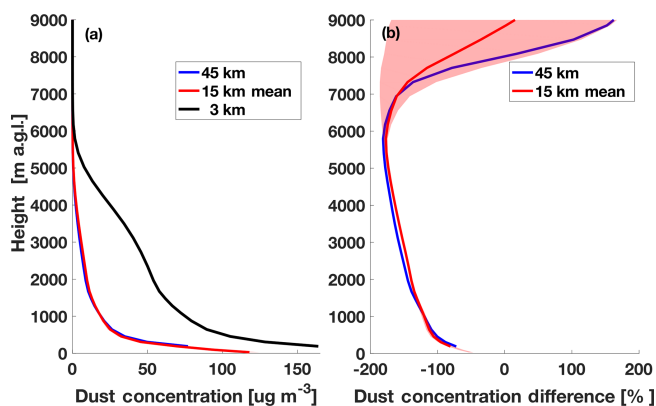 (a)
45 km
15 km mean
3 km
9000
8000
7000
6000
5000
4000
3000
2000
1000
0
Height [m a.g.l.]
0 50 100 150
Dust concentration [ug m⁻³]
(b)
45 km
15 km mean
9000
8000
7000
6000
5000
4000
3000
2000
1000
0
-200 -100 0 100 200
Dust concentration difference [%]